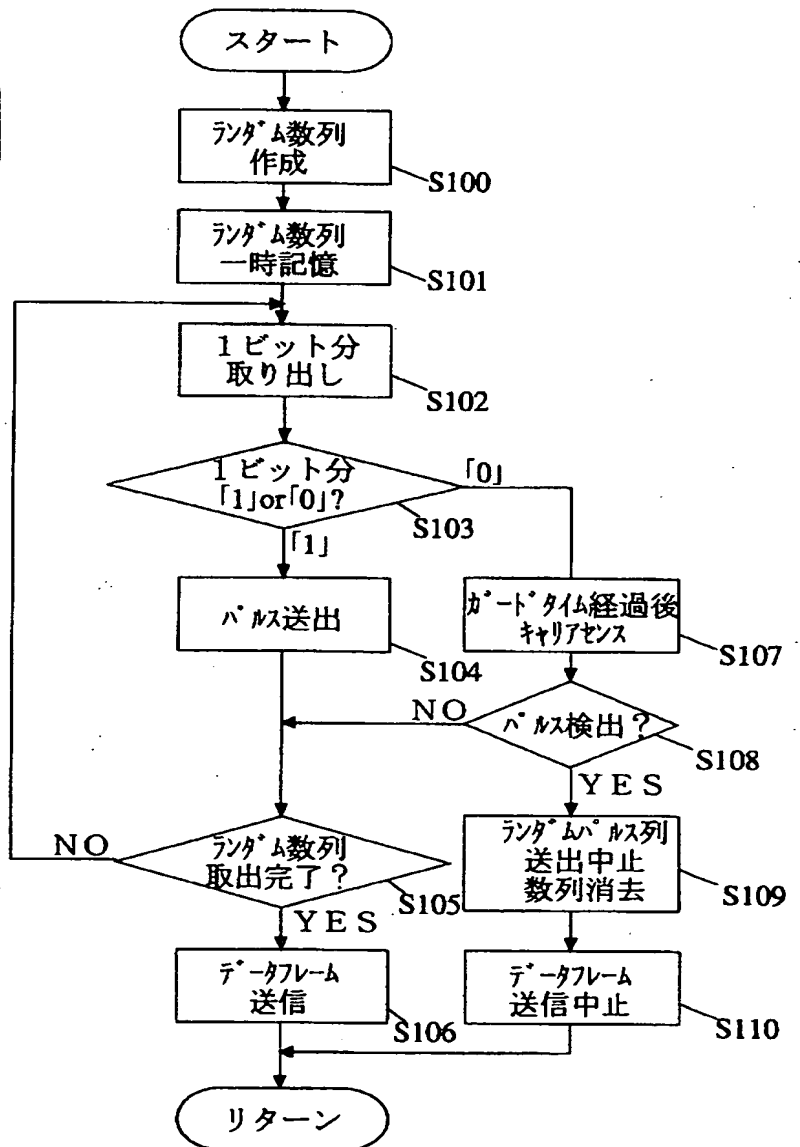 スタート
ランダム数列
作成
S100
ランダム数列
一時記憶
S101
1ビット分
取り出し
S102
1ビット分
「1」or「0」?
「0」
S103
「1」
パルス送出
S104
ガードタイム経過後
キャリアセンス
S107
パルス検出?
NO
S108
YES
ランダム数列
取出完了?
NO
S105
YES
ランダムパルス列
送出中止
数列消去
S109
データフレーム
送信
S106
データフレーム
送信中止
S110
リターン